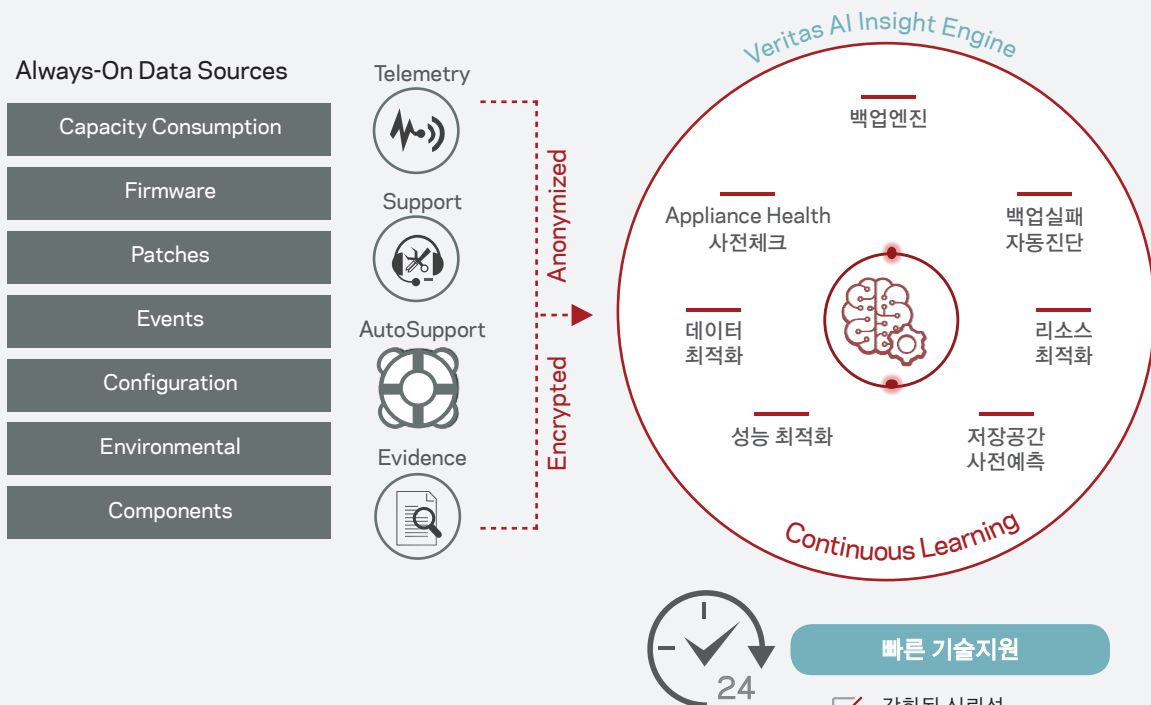 Always-On Data Sources
Capacity Consumption
Firmware
Patches
Events
Configuration
Environmental
Components
Telemetry
Support
AutoSupport
Evidence
Anonymized
Encrypted
Veritas AI Insight Engine
백업엔진
Appliance Health
사전체크
백업실패
자동진단
데이터
최적화
리소스
최적화
성능 최적화
저장공간
사전예측
Continuous Learning
24
빠른 기술지원